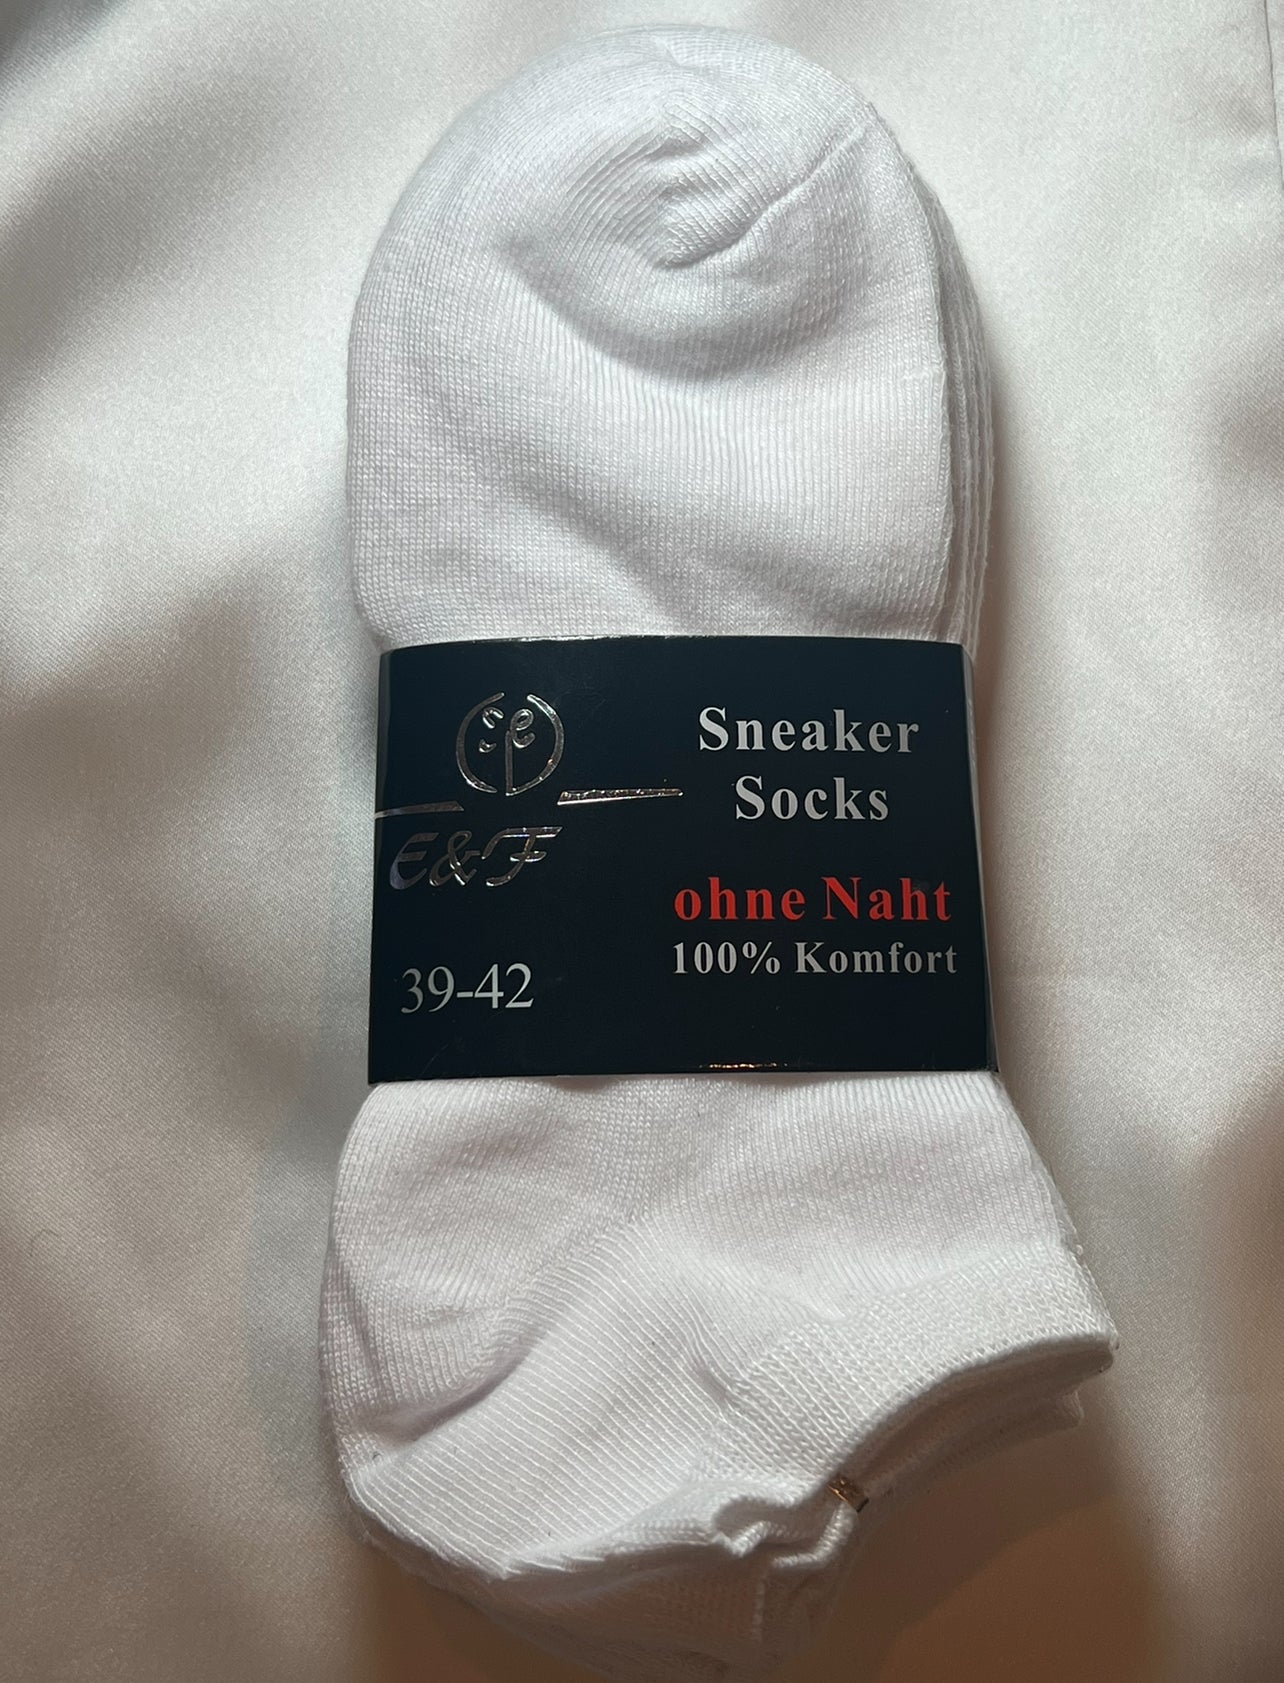 E&F
39-42
Sneaker
Socks
ohne Naht
100% Komfort